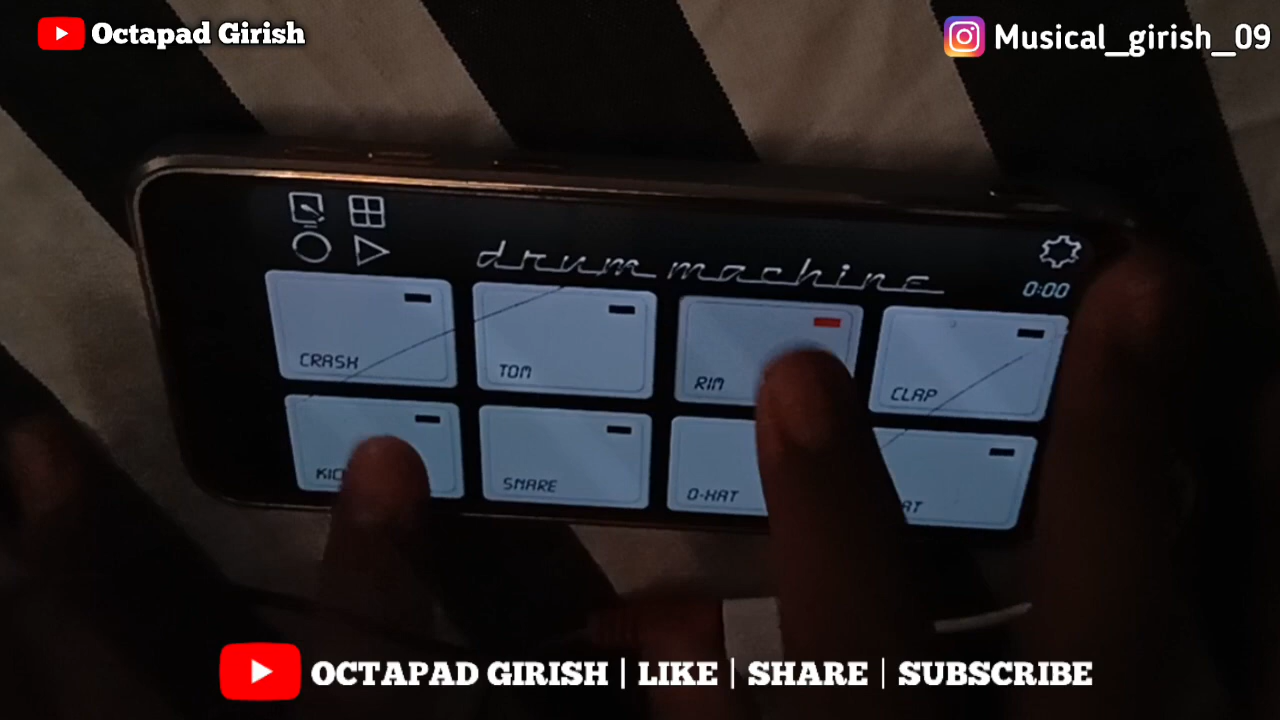 Octapad Girish
Musical_girish_09
drum machine
0:00
CRASH
TOM
RIM
CLAP
SNARE
O-HAT
OCTAPAD GIRISH | LIKE | SHARE | SUBSCRIBE